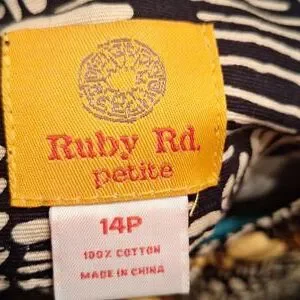 Ruby Rd.
petite
14P
100% COTTON
MADE IN CHINA